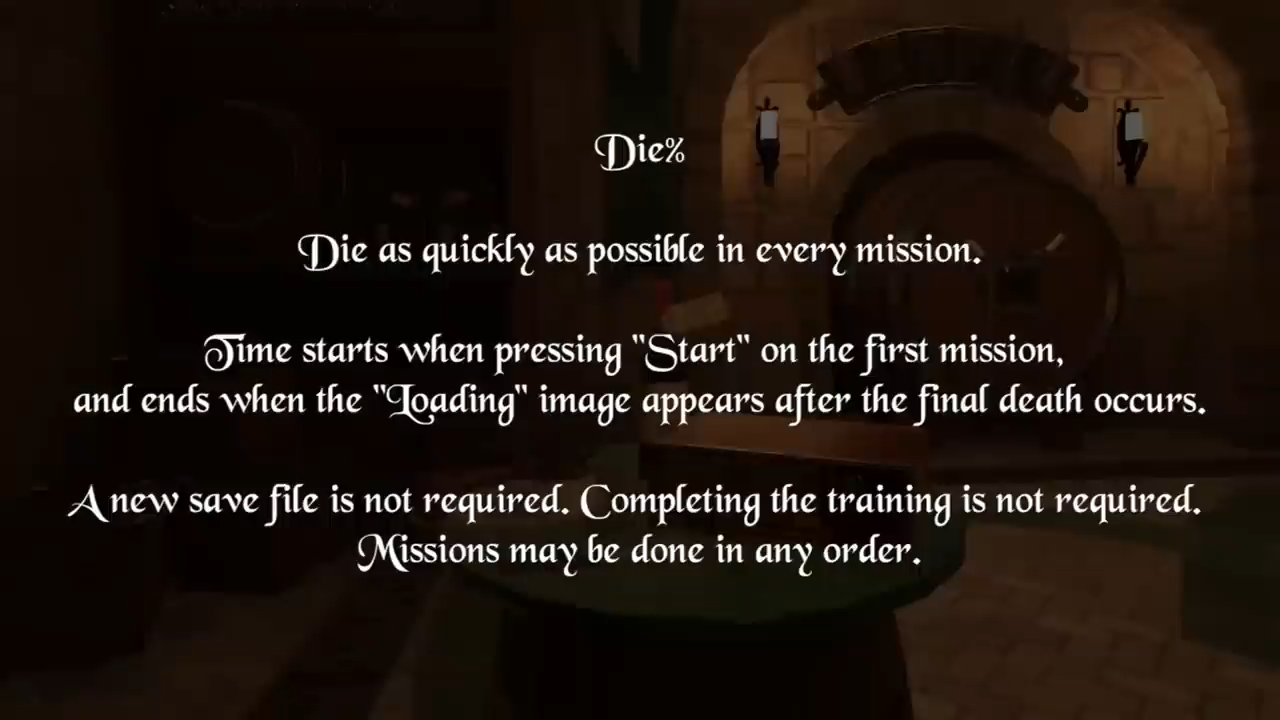 Die%
Die as quickly as possible in every mission.
Time starts when pressing "Start" on the first mission,
and ends when the "Loading" image appears after the final death occurs.
A new save file is not required. Completing the training is not required.
Missions may be done in any order.